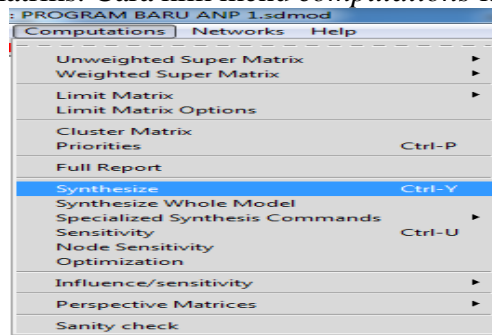 : PROGRAM BARU ANP 1.sdmod
Computations Networks Help
Unweighted Super Matrix
Weighted Super Matrix
Limit Matrix
Limit Matrix Options
Cluster Matrix
Priorities Ctrl-P
Full Report
Synthesize Ctrl-Y
Synthesize Whole Model
Specialized Synthesis Commands
Sensitivity Ctrl-U
Node Sensitivity
Optimization
Influence/sensitivity
Perspective Matrices
Sanity check